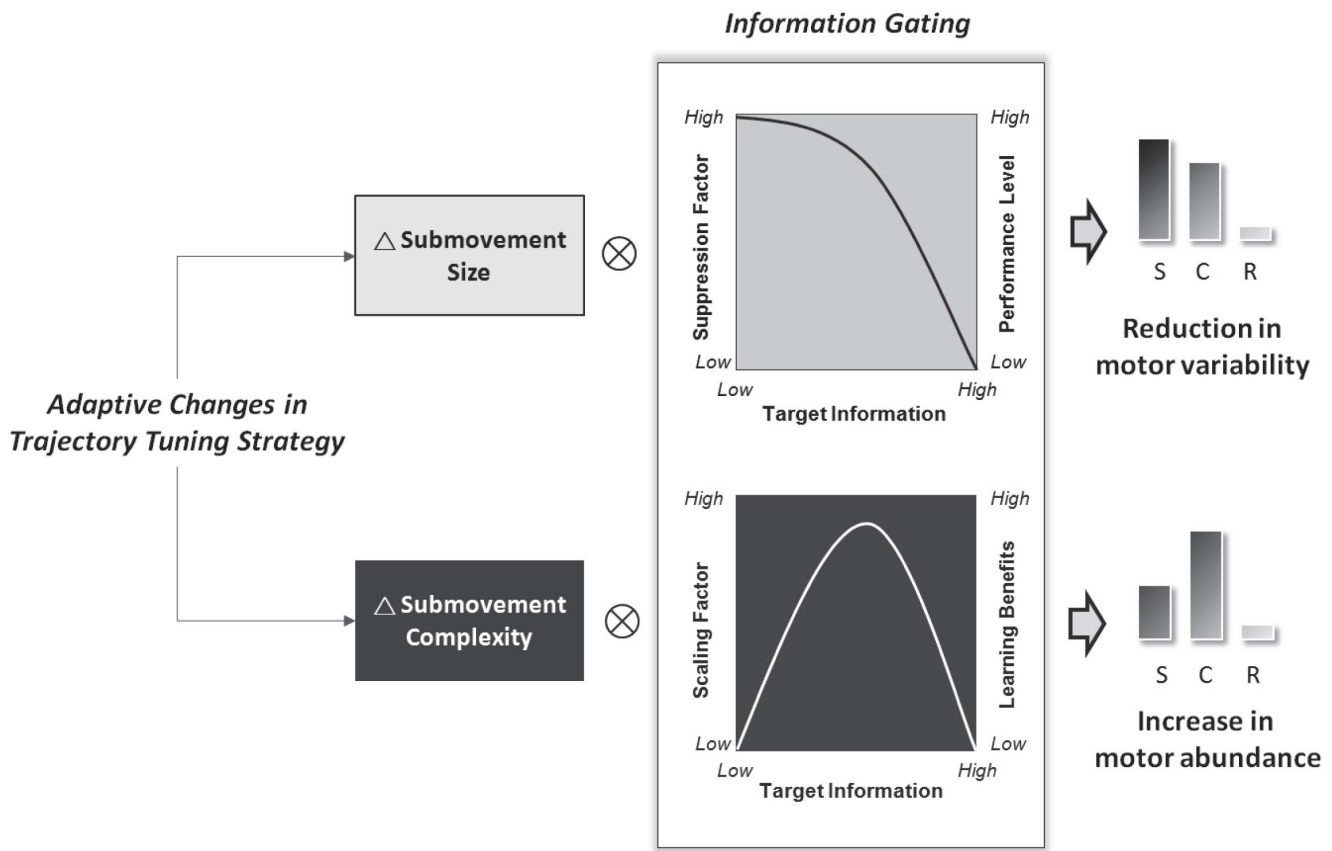 Information Gating
High
High
Suppression Factor
Performance Level
Low
Low
Low
High
Target Information
△ Submovement
Size
S C R
Reduction in
motor variability
Adaptive Changes in
Trajectory Tuning Strategy
High
High
Scaling Factor
Learning Benefits
Low
Low
Low
High
Target Information
△ Submovement
Complexity
S C R
Increase in
motor abundance